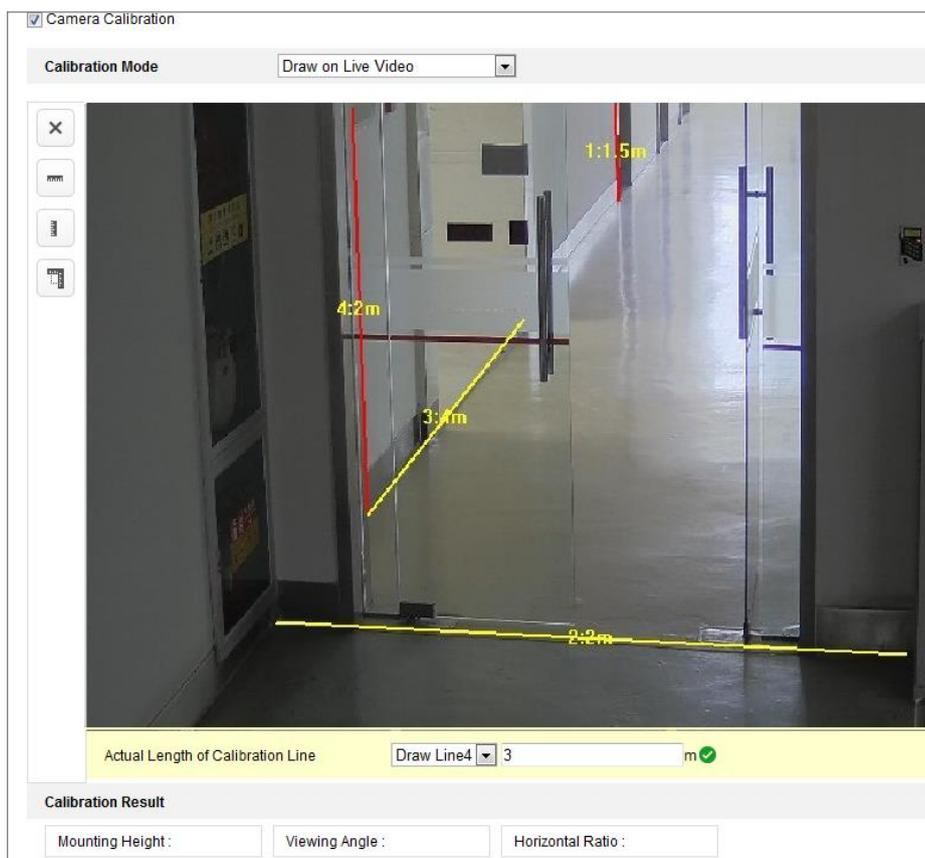 Camera Calibration
Calibration Mode
Draw on Live Video
1:1.5m
4:2m
3:4m
2:2m
Actual Length of Calibration Line
Draw Line4
3
m
Calibration Result
Mounting Height :
Viewing Angle :
Horizontal Ratio :